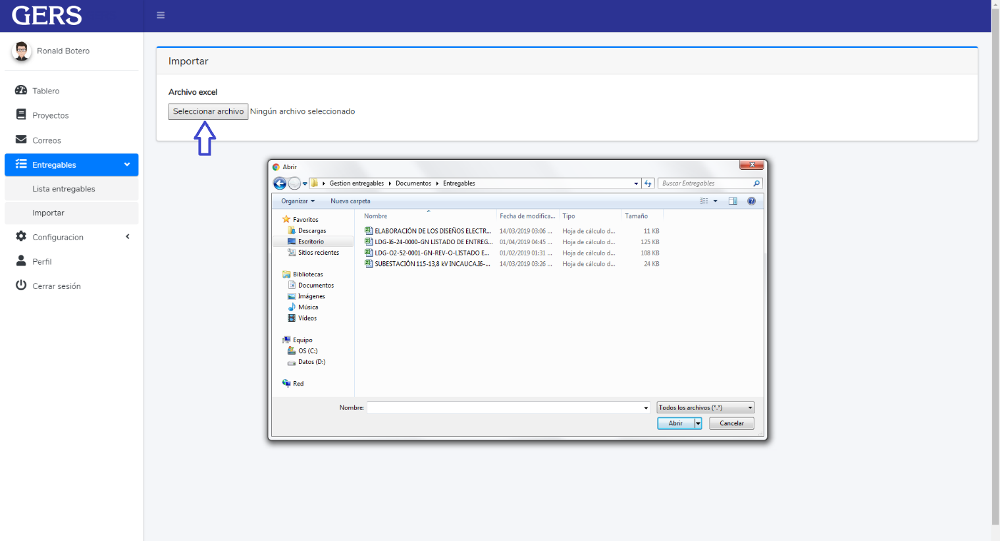 GERS
Ronald Botero
Tablero
Proyectos
Correos
Entregables
Lista entregables
Importar
Configuracion
Perfil
Cerrar sesión
Importar
Archivo excel
Seleccionar archivo Ningún archivo seleccionado
Abrir
Gestion entregables Documentos Entregables Buscar Entregables
Organizar Nueva carpeta
Favoritos
Descargas
Escritorio
Sitios recientes
Bibliotecas
Documentos
Imágenes
Música
Vídeos
Equipo
OS (C:)
Datos (D:)
Red
Nombre Fecha de modifica... Tipo Tamaño
ELABORACIÓN DE LOS DISEÑOS ELECTR... 14/03/2019 03:06 ... Hoja de cálculo d... 11 KB
LDG-I6-24-0000-GN LISTADO DE ENTREG... 01/04/2019 04:45 ... Hoja de cálculo d... 125 KB
LDG-O2-52-0001-GN-REV-O-LISTADO E... 01/02/2019 01:31 ... Hoja de cálculo d... 108 KB
SUBESTACIÓN 115-13,8 kV INCAUCA.I6-... 14/03/2019 03:26 ... Hoja de cálculo d... 24 KB
Nombre: Todos los archivos (*.*)
Abrir Cancelar